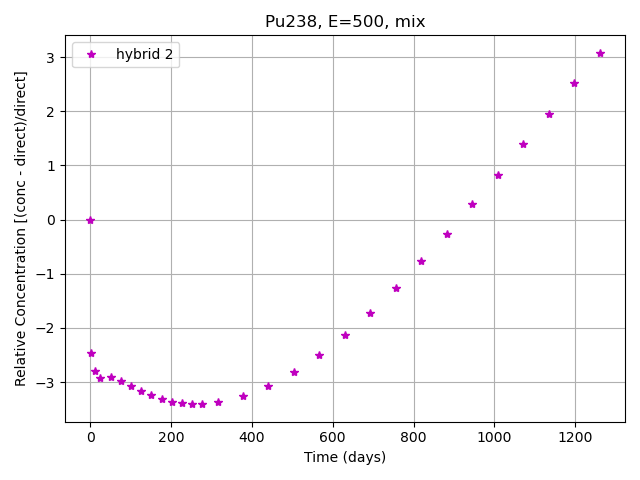 Pu238, E=500, mix
hybrid 2
Relative Concentration [(conc - direct)/direct]
3
2
1
0
−1
−2
−3
0 200 400 600 800 1000 1200
Time (days)